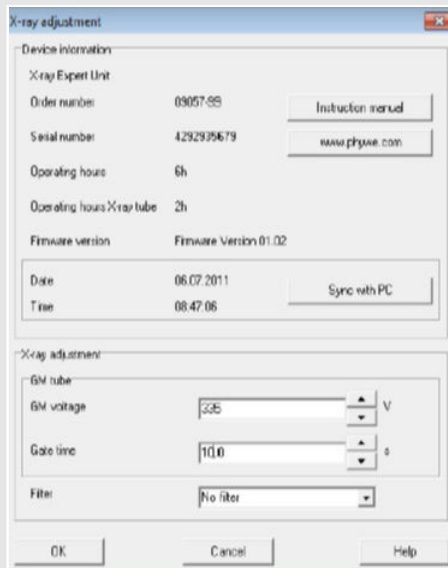 X-ray adjustment
Device information
X-ray Expert Unit
Order number 09057-99 Instruction manual
Serial number 4292935679 www.phywe.com
Operating hours 6h
Operating hours X-ray tube 2h
Firmware version Firmware Version 01.02
Date 06.07.2011 Sync with PC
Time 08:47:06
X-ray adjustment
GM tube
GM voltage 335 V
Gate time 10.0 s
Filter No filter
OK Cancel Help